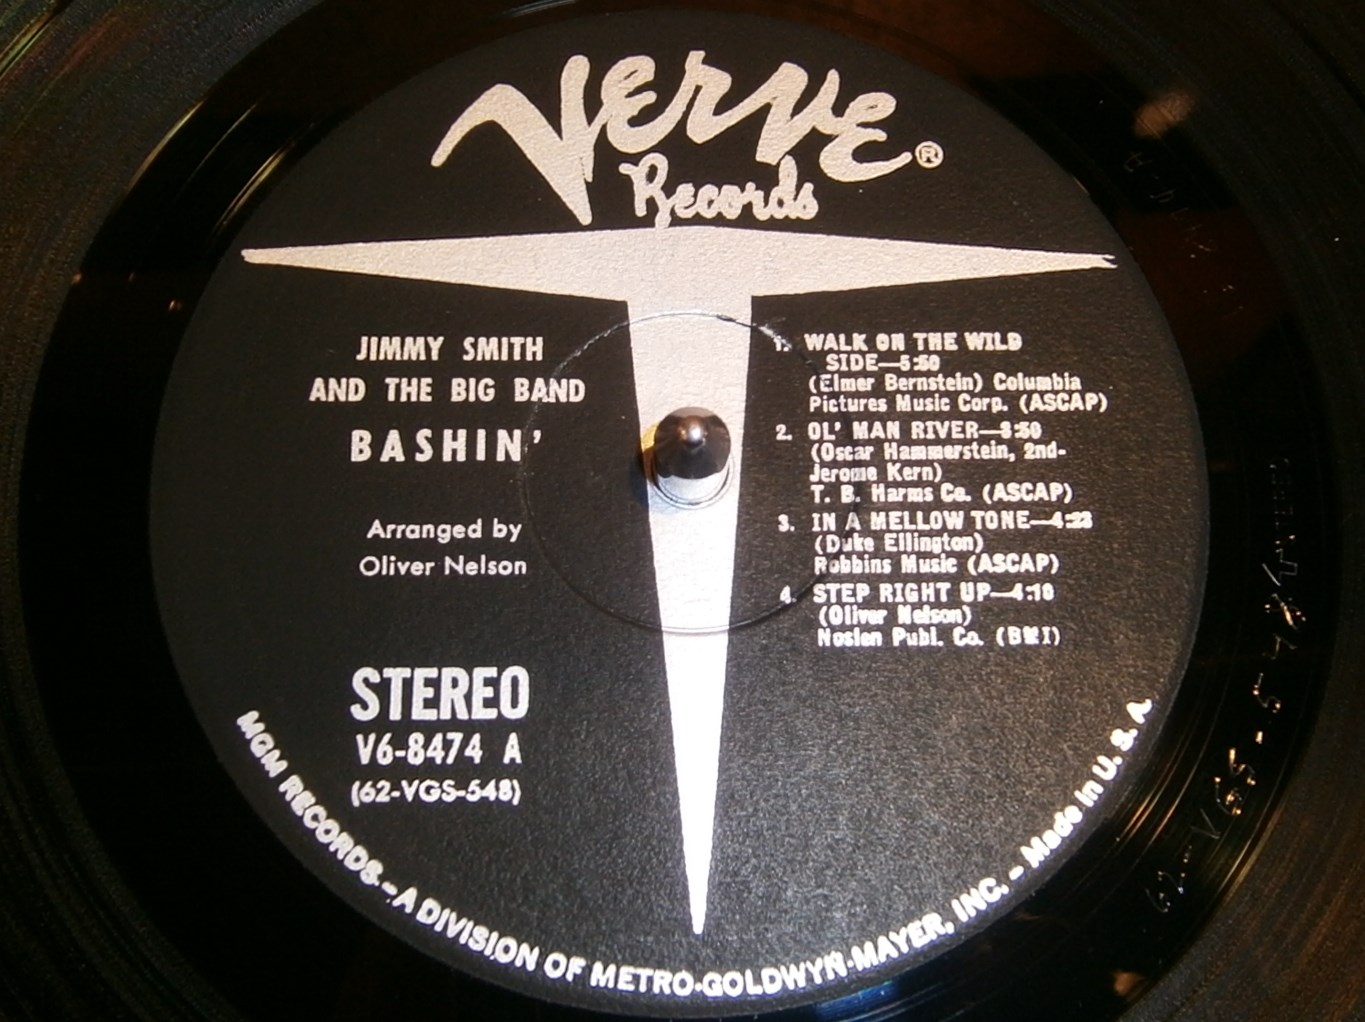 Verve®
Records
JIMMY SMITH
AND THE BIG BAND
BASHIN'
Arranged by
Oliver Nelson
STEREO
V6-8474 A
(62-VGS-548)
1. WALK ON THE WILD
SIDE—5:50
(Elmer Bernstein) Columbia
Pictures Music Corp. (ASCAP)
2. OL' MAN RIVER—3:50
(Oscar Hammerstein, 2nd-
Jerome Kern)
T. B. Harms Co. (ASCAP)
3. IN A MELLOW TONE—4:23
(Duke Ellington)
Robbins Music (ASCAP)
4. STEP RIGHT UP—4:18
(Oliver Nelson)
Noslen Publ. Co. (BMI)
MGM RECORDS - A DIVISION OF METRO-GOLDWYN-MAYER, INC. - Made in U. S. A.